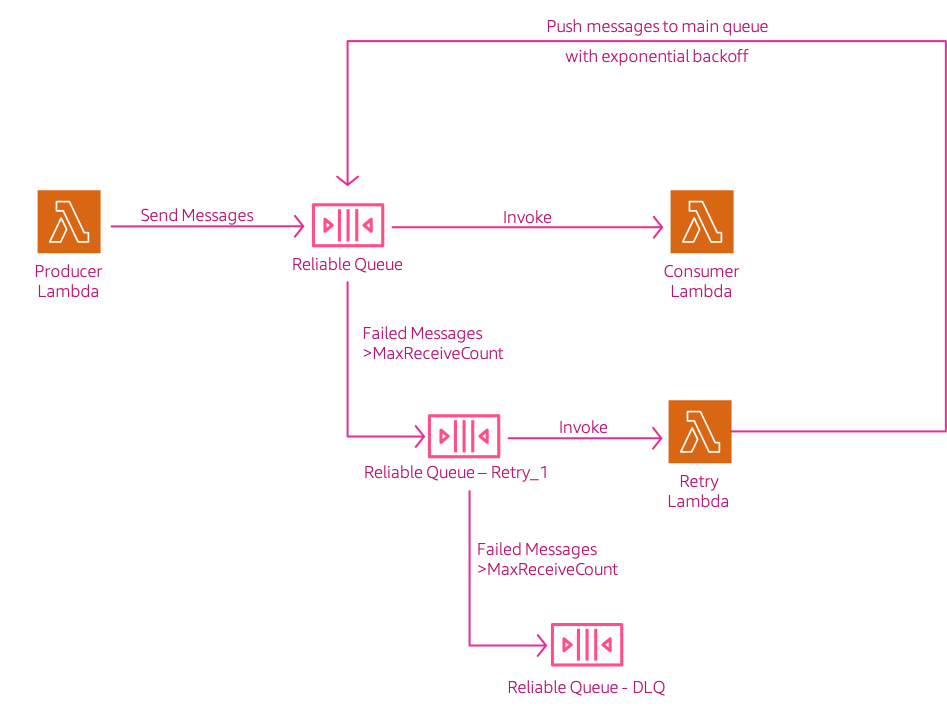 Push messages to main queue
with exponential backoff
Send Messages
Invoke
Reliable Queue
Producer
Lambda
Consumer
Lambda
Failed Messages
>MaxReceiveCount
Invoke
Reliable Queue – Retry_1
Retry
Lambda
Failed Messages
>MaxReceiveCount
Reliable Queue - DLQ